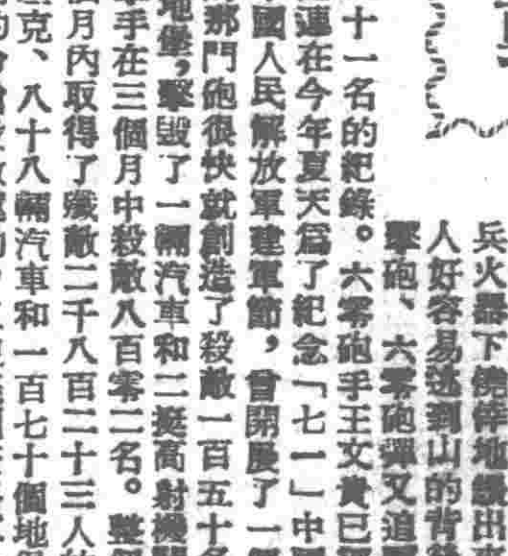 兵火器下僥倖地
人好容易逃到山的背
擊砲、六零砲彈又追
十一名的紀錄。六零砲手王文貴已
連在今年夏天爲了紀念「七一」中
國人民解放軍建軍節，曾開展了一
那門砲很快就創造了殺敵一百五十
地堡，擊毀了一輛汽車和二挺高射機
手在三個月中殺敵八百零二名。整
個月內取得了殲敵二千八百二十三人
克、八十八輛汽車和一百七十個地